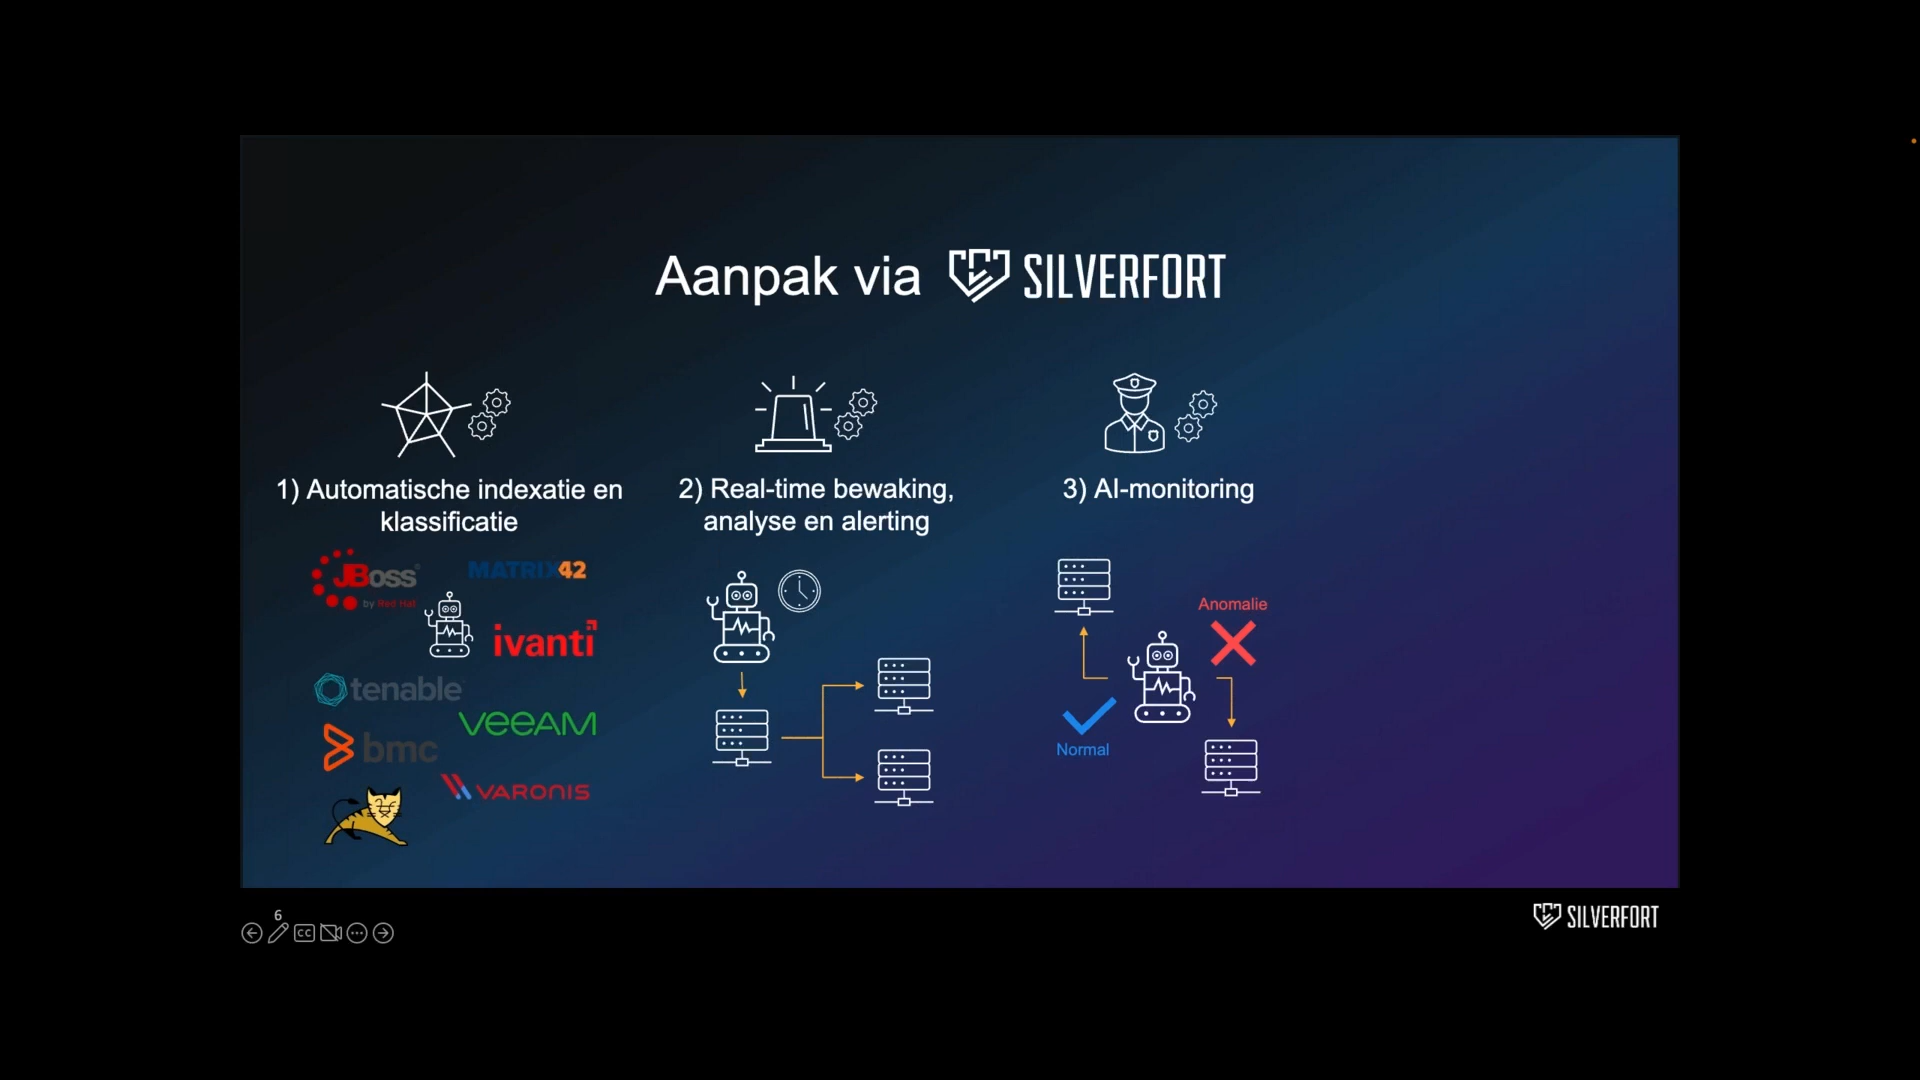 Aanpak via SILVERFORT
1) Automatische indexatie en
klassificatie
2) Real-time bewaking,
analyse en alerting
3) AI-monitoring
JBoss
by Red Hat
MATRIX42
ivanti
tenable
veeAM
bmc
VARONIS
Anomalie
Normal
6
CC
SILVERFORT